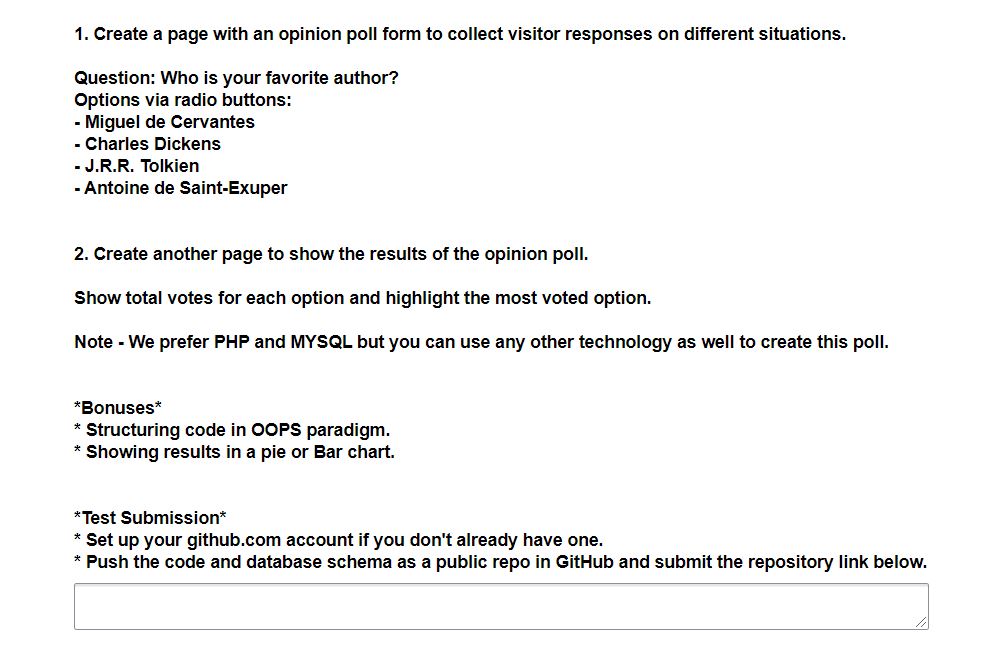 1. Create a page with an opinion poll form to collect visitor responses on different situations.
Question: Who is your favorite author?
Options via radio buttons:
- Miguel de Cervantes
- Charles Dickens
- J.R.R. Tolkien
- Antoine de Saint-Exuper
2. Create another page to show the results of the opinion poll.
Show total votes for each option and highlight the most voted option.
Note - We prefer PHP and MYSQL but you can use any other technology as well to create this poll.
*Bonuses*
* Structuring code in OOPS paradigm.
* Showing results in a pie or Bar chart.
*Test Submission*
* Set up your github.com account if you don't already have one.
* Push the code and database schema as a public repo in GitHub and submit the repository link below.